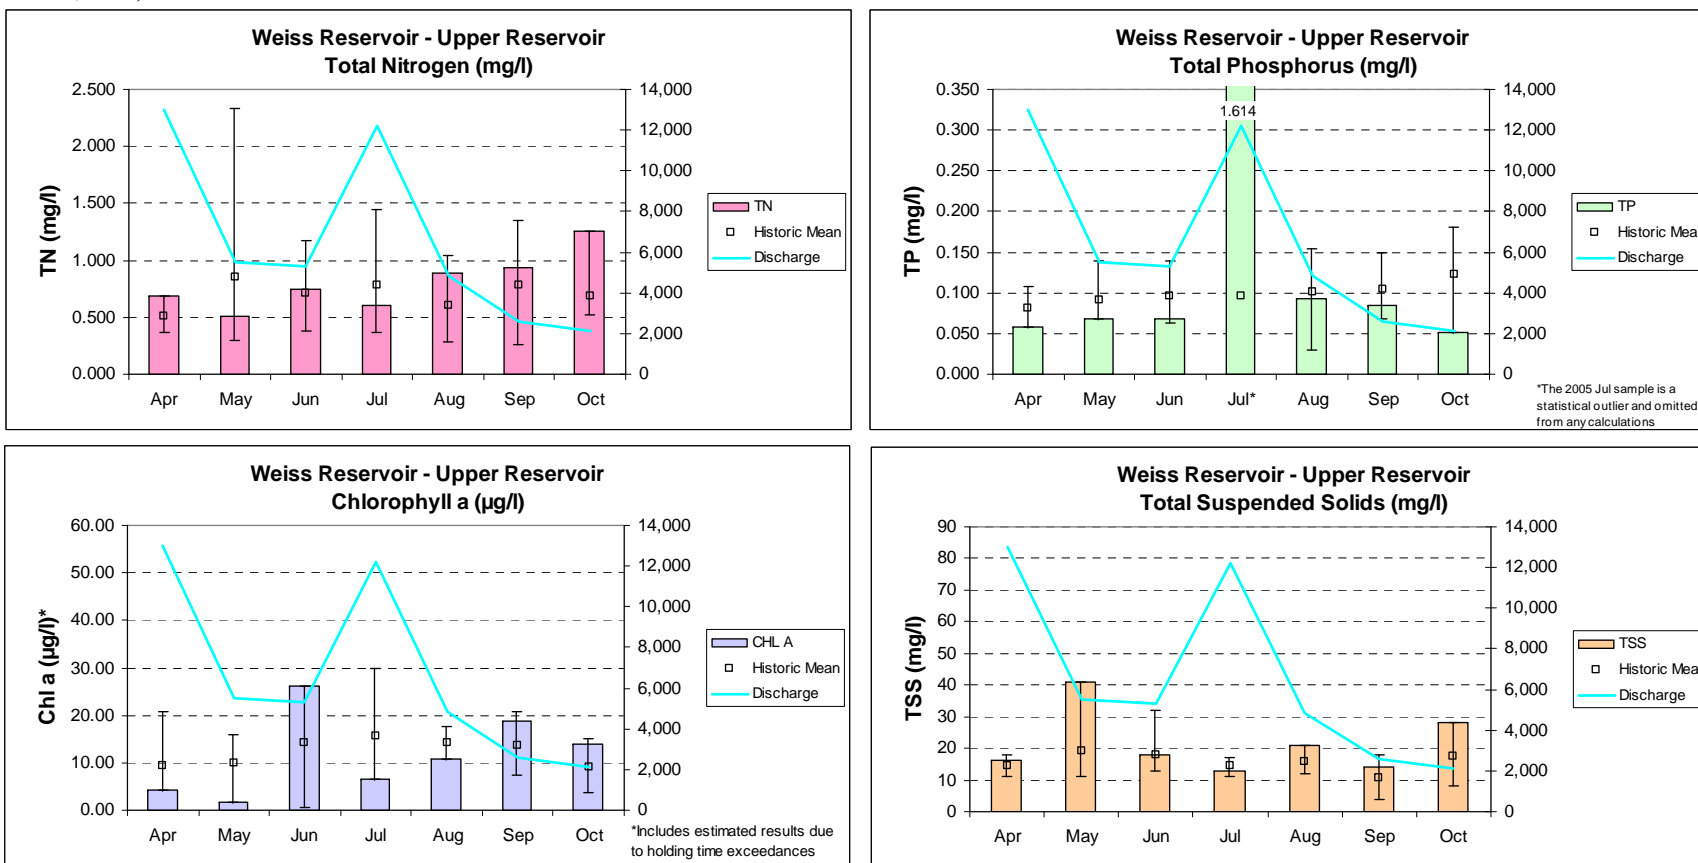 Weiss Reservoir - Upper Reservoir
Total Nitrogen (mg/l)
TN (mg/l)
2.500
2.000
1.500
1.000
0.500
0.000
14,000
12,000
10,000
8,000
6,000
4,000
2,000
0
Apr May Jun Jul Aug Sep Oct
TN
Historic Mean
Discharge
Weiss Reservoir - Upper Reservoir
Total Phosphorus (mg/l)
TP (mg/l)
0.350
0.300
0.250
0.200
0.150
0.100
0.050
0.000
1.614
14,000
12,000
10,000
8,000
6,000
4,000
2,000
0
Apr May Jun Jul* Aug Sep Oct
TP
Historic Mean
Discharge
*The 2005 Jul sample is a
statistical outlier and omitted
from any calculations
Weiss Reservoir - Upper Reservoir
Chlorophyll a (µg/l)
Chl a (µg/l)*
60.00
50.00
40.00
30.00
20.00
10.00
0.00
14,000
12,000
10,000
8,000
6,000
4,000
2,000
0
Apr May Jun Jul Aug Sep Oct
CHL A
Historic Mean
Discharge
*Includes estimated results due
to holding time exceedances
Weiss Reservoir - Upper Reservoir
Total Suspended Solids (mg/l)
TSS (mg/l)
90
80
70
60
50
40
30
20
10
0
14,000
12,000
10,000
8,000
6,000
4,000
2,000
0
Apr May Jun Jul Aug Sep Oct
TSS
Historic Mean
Discharge